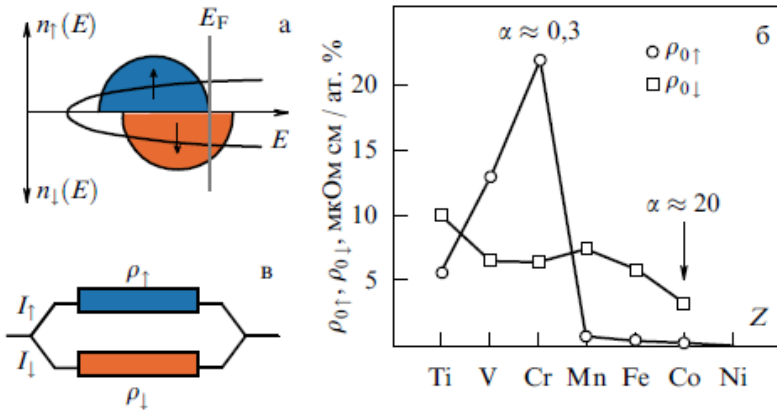 n↑(E)
E_F
а
E
n↓(E)
ρ↑
в
I↑
I↓
ρ↓
α ≈ 0,3
б
ρ0↑
ρ0↓
α ≈ 20
ρ0↑, ρ0↓, мкОм см / ат. %
20
15
10
5
Z
Ti V Cr Mn Fe Co Ni